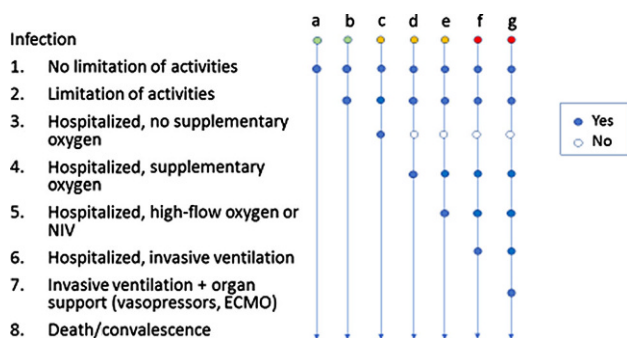 a b c d e f g
Infection
1. No limitation of activities
2. Limitation of activities
3. Hospitalized, no supplementary
oxygen
4. Hospitalized, supplementary
oxygen
5. Hospitalized, high-flow oxygen or
NIV
6. Hospitalized, invasive ventilation
7. Invasive ventilation + organ
support (vasopressors, ECMO)
8. Death/convalescence
Yes
No